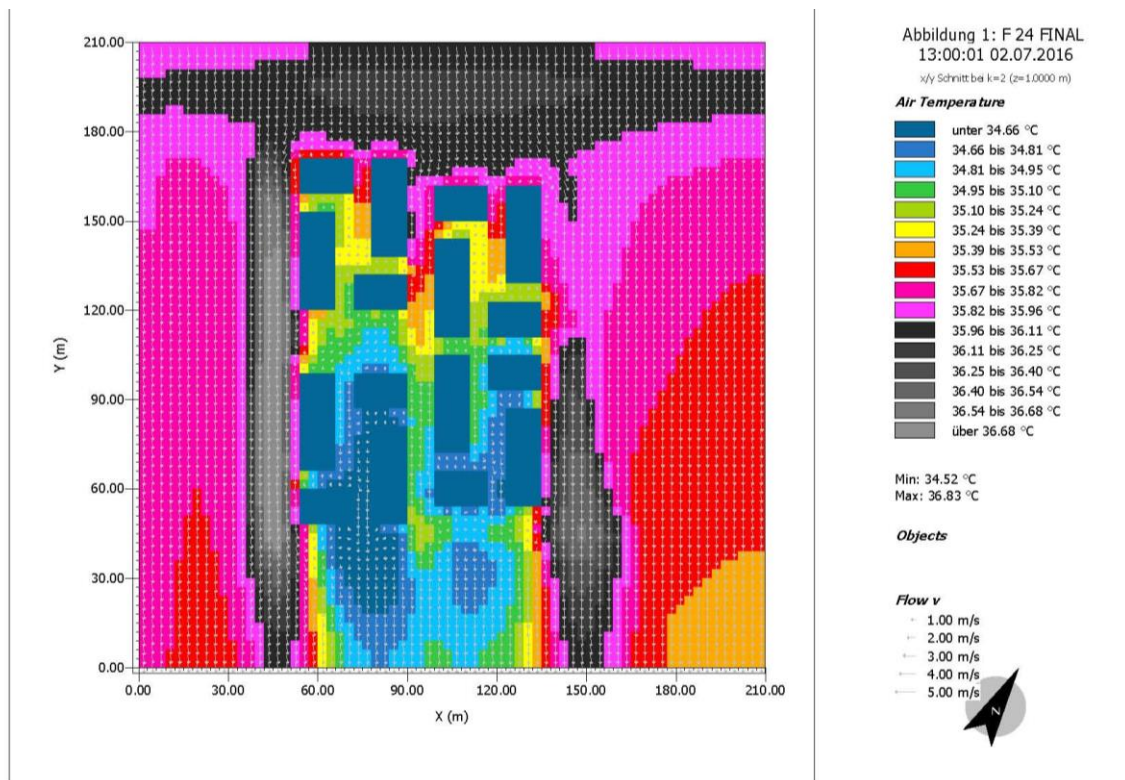 Abbildung 1: F 24 FINAL
13:00:01 02.07.2016
x/y Schnitt bei k=2 (z=1.0000 m)
Air Temperature
unter 34.66 °C
34.66 bis 34.81 °C
34.81 bis 34.95 °C
34.95 bis 35.10 °C
35.10 bis 35.24 °C
35.24 bis 35.39 °C
35.39 bis 35.53 °C
35.53 bis 35.67 °C
35.67 bis 35.82 °C
35.82 bis 35.96 °C
35.96 bis 36.11 °C
36.11 bis 36.25 °C
36.25 bis 36.40 °C
36.40 bis 36.54 °C
36.54 bis 36.68 °C
über 36.68 °C
Min: 34.52 °C
Max: 36.83 °C
Objects
Flow v
1.00 m/s
2.00 m/s
3.00 m/s
4.00 m/s
5.00 m/s
N
210.00
180.00
150.00
120.00
90.00
60.00
30.00
0.00
Y (m)
0.00 30.00 60.00 90.00 120.00 150.00 180.00 210.00
X (m)